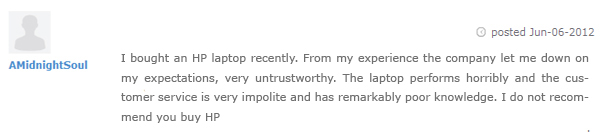 posted Jun-06-2012
AMidnightSoul
I bought an HP laptop recently. From my experience the company let me down on
my expectations, very untrustworthy. The laptop performs horribly and the cus-
tomer service is very impolite and has remarkably poor knowledge. I do not recom-
mend you buy HP
.